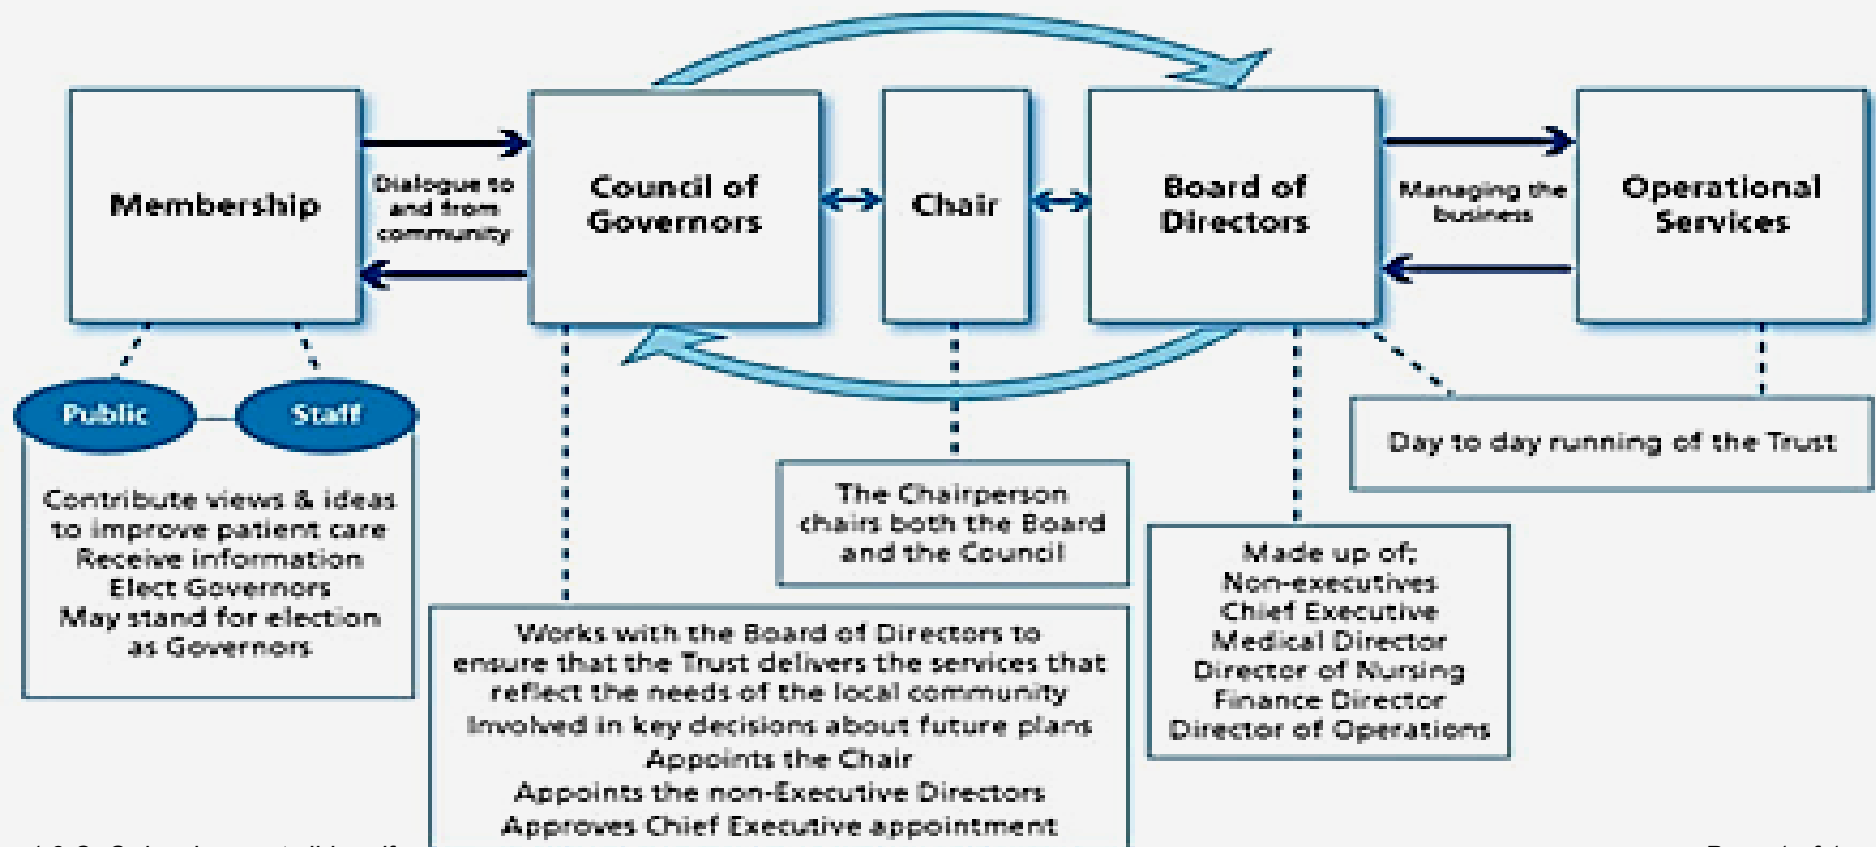 Membership
Dialogue to
and from
community
Council of
Governors
Chair
Board of
Directors
Managing the
business
Operational
Services
Public
Staff
Contribute views & ideas
to improve patient care
Receive information
Elect Governors
May stand for election
as Governors
The Chairperson
chairs both the Board
and the Council
Day to day running of the Trust
Works with the Board of Directors to
ensure that the Trust delivers the services that
reflect the needs of the local community
Involved in key decisions about future plans
Appoints the Chair
Appoints the non-Executive Directors
Approves Chief Executive appointment
Made up of;
Non-executives
Chief Executive
Medical Director
Director of Nursing
Finance Director
Director of Operations